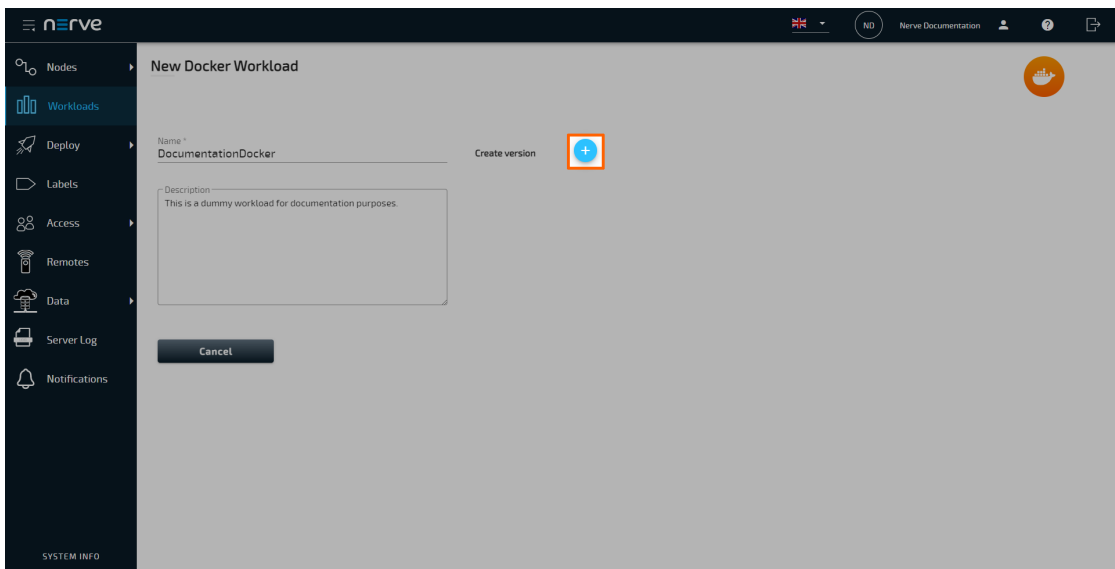 nerve
ND
Nerve Documentation
Nodes
New Docker Workload
Workloads
Deploy
Name *
DocumentationDocker
Create version
Labels
Description
This is a dummy workload for documentation purposes.
Access
Remotes
Data
Server Log
Cancel
Notifications
SYSTEM INFO